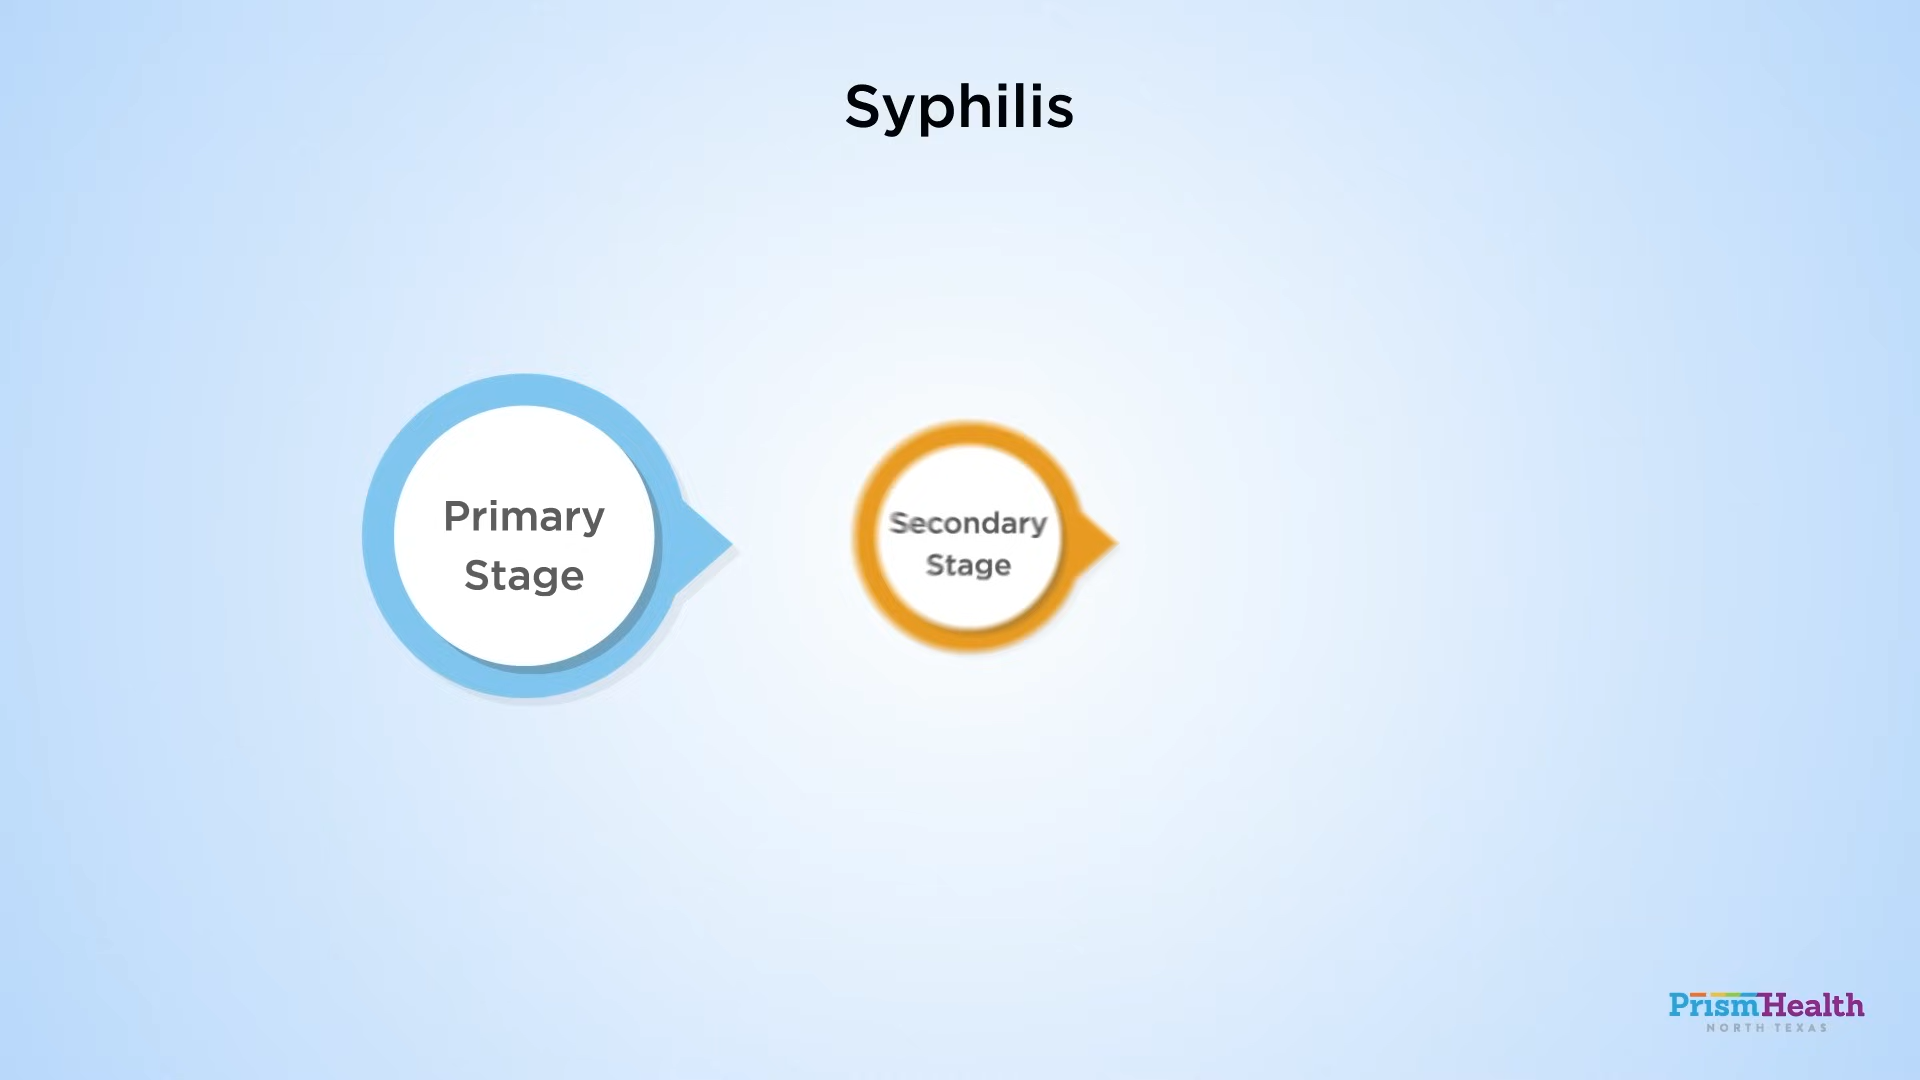 Syphilis
Primary
Stage
Secondary
Stage
PrismHealth
NORTH TEXAS